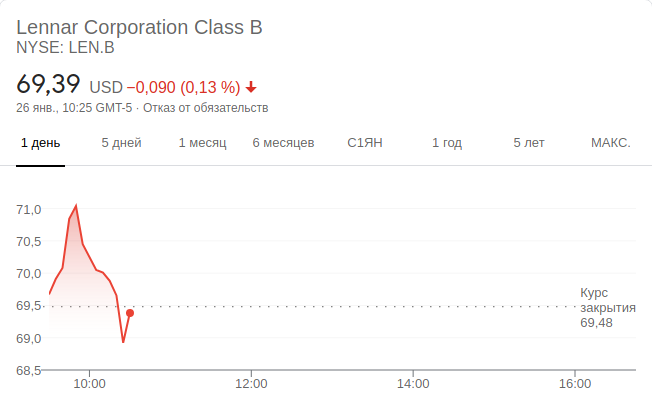 Lennar Corporation Class B
NYSE: LEN.B
69,39 USD −0,090 (0,13 %)
26 янв., 10:25 GMT-5 · Отказ от обязательств
1 день 5 дней 1 месяц 6 месяцев С1ЯН 1 год 5 лет МАКС.
71,0
70,5
70,0
69,5
69,0
68,5
Курс
закрытия
69,48
10:00 12:00 14:00 16:00